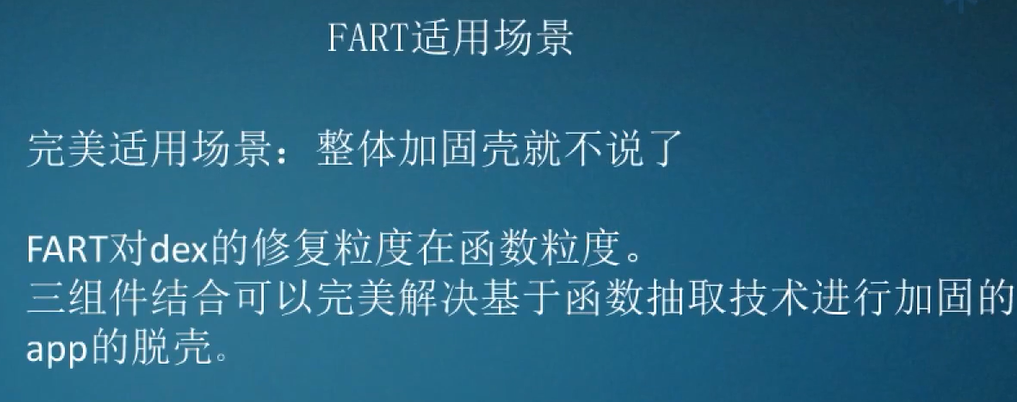 FART适用场景
完美适用场景：整体加固壳就不说了
FART对dex的修复粒度在函数粒度。
三组件结合可以完美解决基于函数抽取技术进行加固的
app的脱壳。